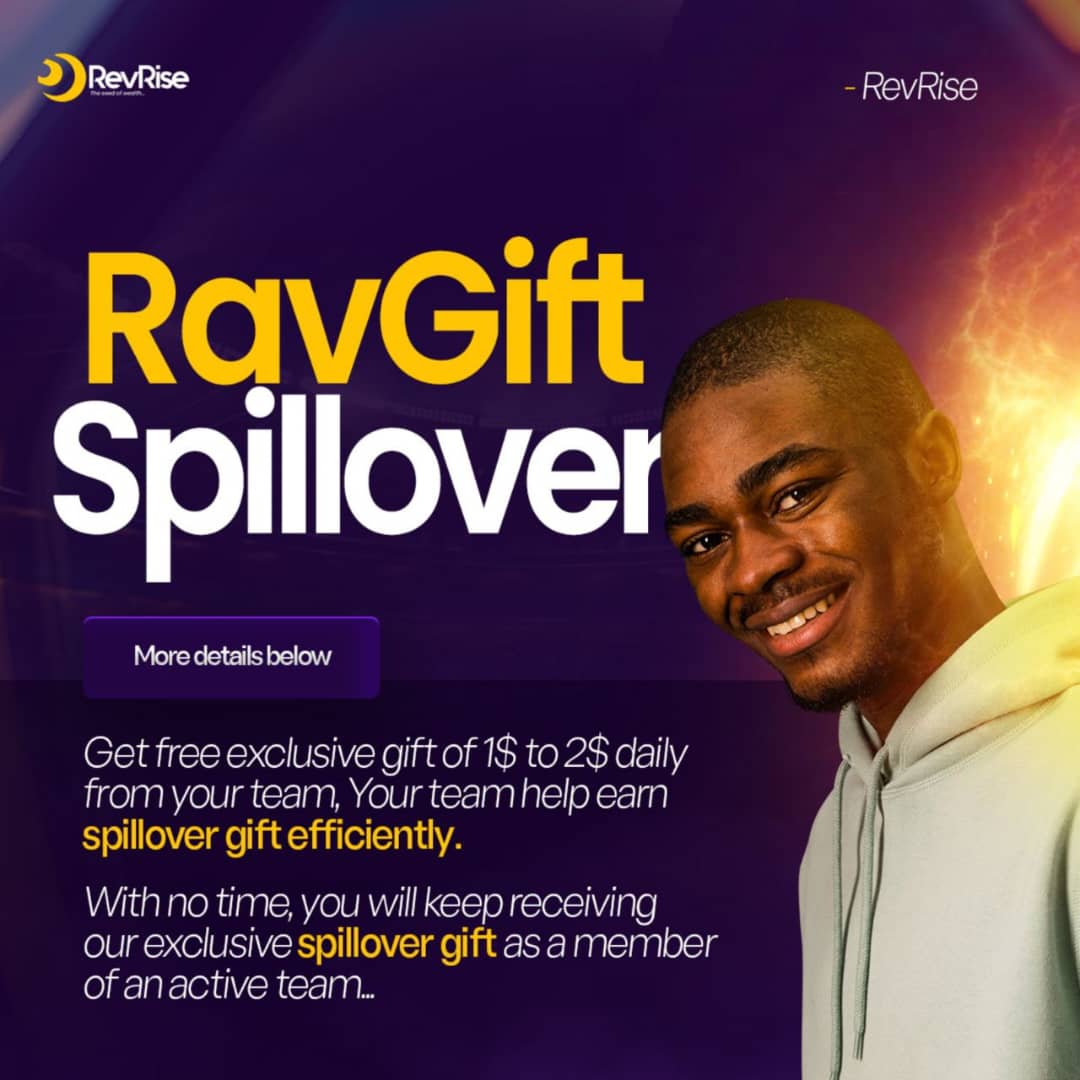 RevRise
The seed of wealth...
- RevRise
RavGift
Spillover
More details below
Get free exclusive gift of 1$ to 2$ daily
from your team, Your team help earn
spillover gift efficiently.
With no time, you will keep receiving
our exclusive spillover gift as a member
of an active team...